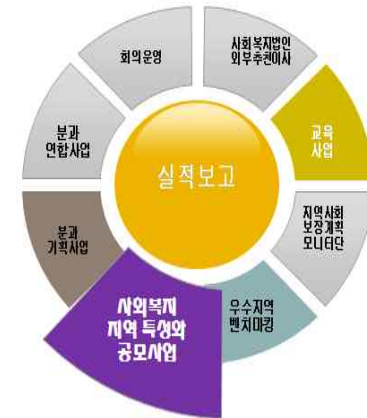 회의운영
사회복지법인
외부추천이사
분과
연합사업
교육
사업
실적보고
분과
기획사업
지역사회
보장계획
모니터단
사회복지
지역 특성화
공모사업
우수지역
벤치마킹